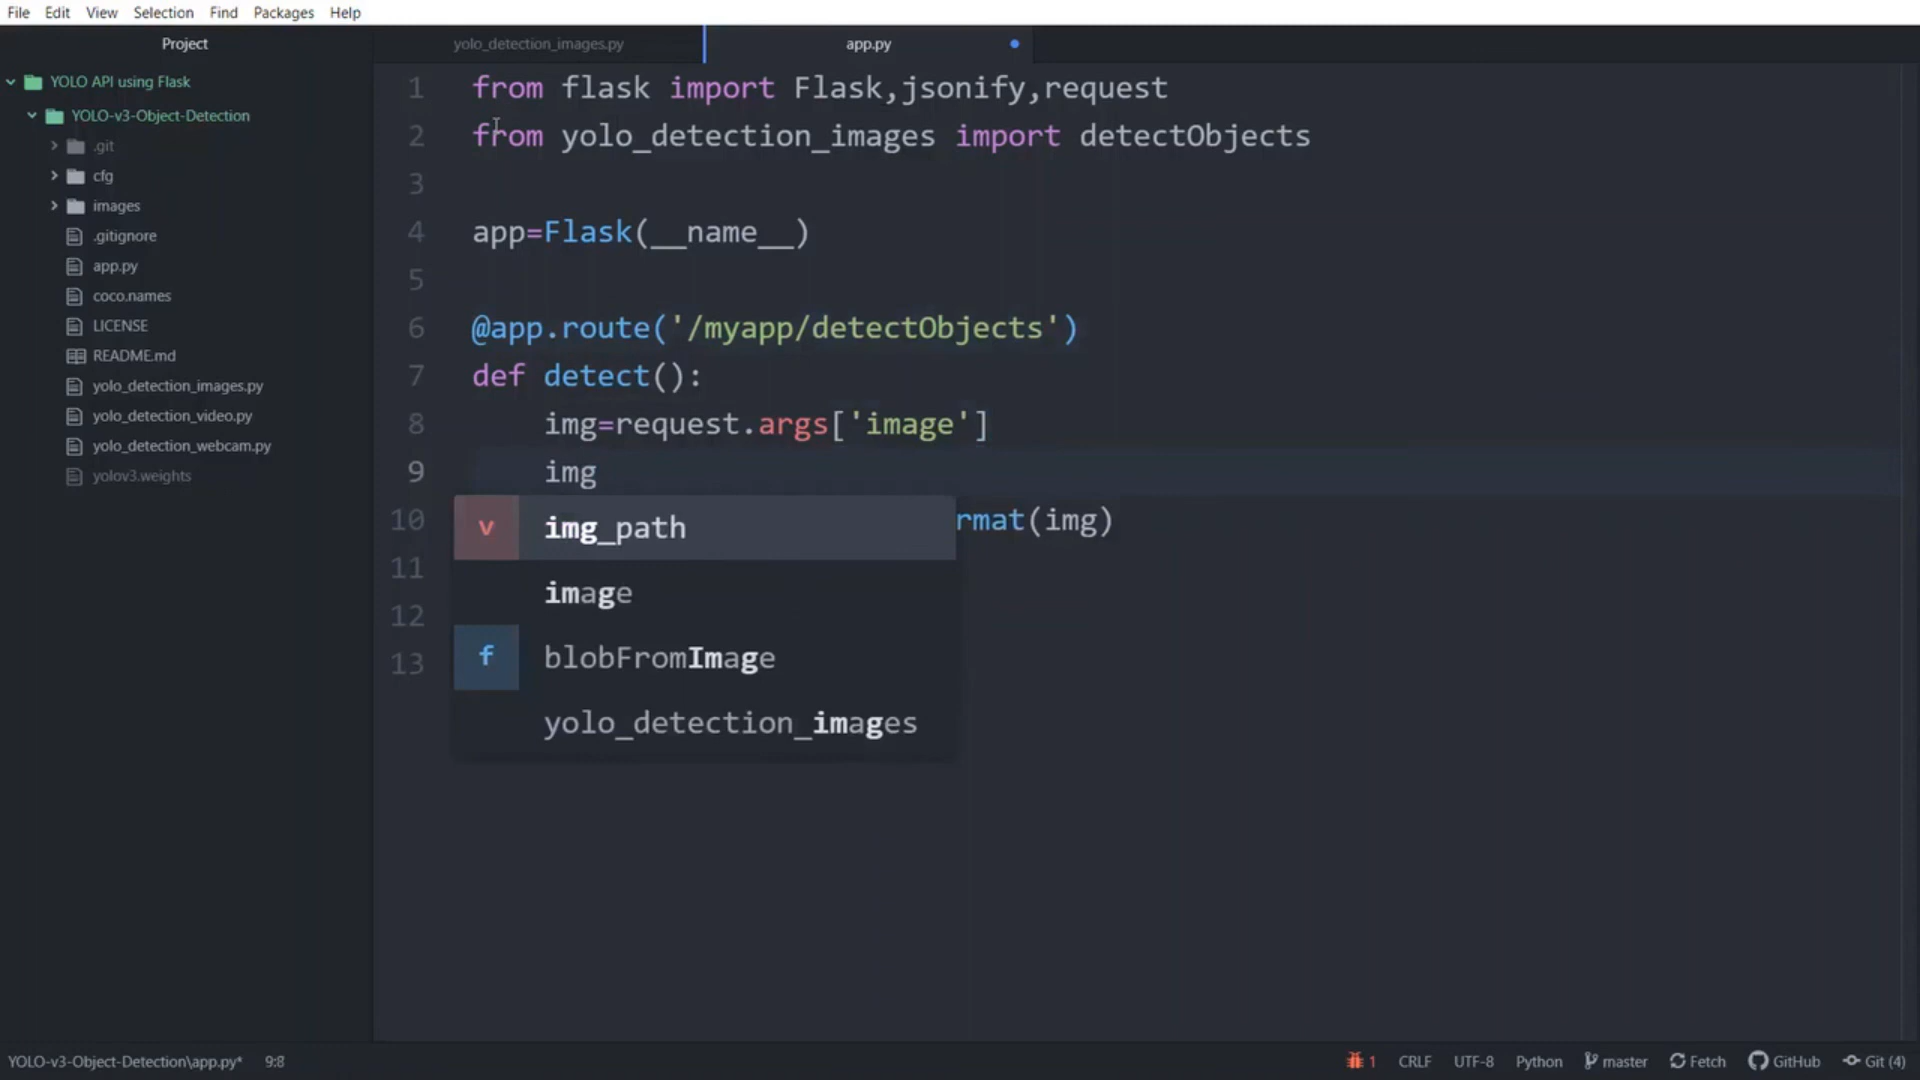 File Edit View Selection Find Packages Help
Project
YOLO API using Flask
YOLO-v3-Object-Detection
.git
cfg
images
.gitignore
app.py
coco.names
LICENSE
README.md
yolo_detection_images.py
yolo_detection_video.py
yolo_detection_webcam.py
yolov3.weights
yolo_detection_images.py app.py
1 from flask import Flask,jsonify,request
2 from yolo_detection_images import detectObjects
3
4 app=Flask(__name__)
5
6 @app.route('/myapp/detectObjects')
7 def detect():
8 img=request.args['image']
9 img
10 rmat(img)
11
12
13
v img_path
image
f blobFromImage
yolo_detection_images
YOLO-v3-Object-Detection\app.py* 9:8 1 CRLF UTF-8 Python master Fetch GitHub Git (4)